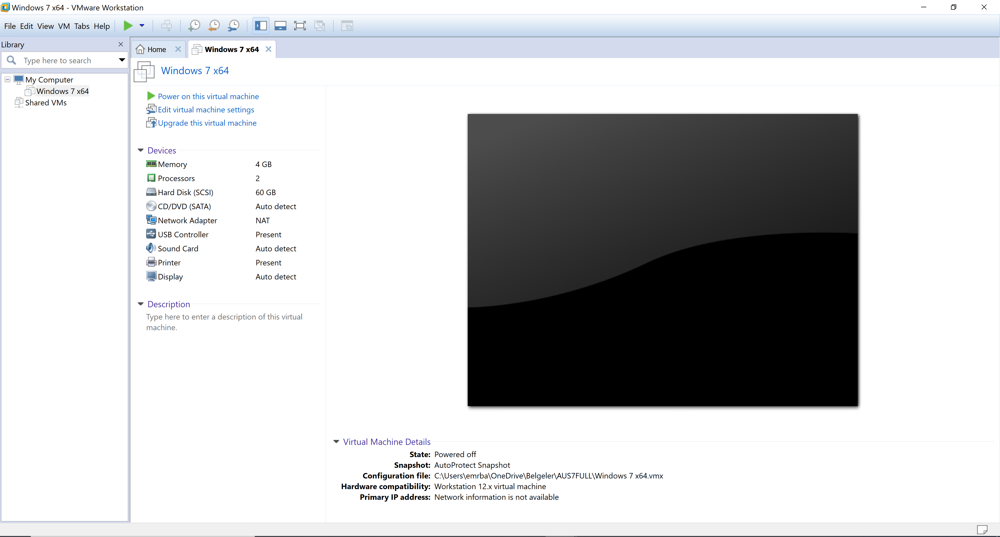 Windows 7 x64 - VMware Workstation
File Edit View VM Tabs Help
Library
Type here to search
My Computer
Windows 7 x64
Shared VMs
Home
Windows 7 x64
Windows 7 x64
Power on this virtual machine
Edit virtual machine settings
Upgrade this virtual machine
Devices
Memory 4 GB
Processors 2
Hard Disk (SCSI) 60 GB
CD/DVD (SATA) Auto detect
Network Adapter NAT
USB Controller Present
Sound Card Auto detect
Printer Present
Display Auto detect
Description
Type here to enter a description of this virtual
machine.
Virtual Machine Details
State: Powered off
Snapshot: AutoProtect Snapshot
Configuration file: C:\Users\emrba\OneDrive\Belgeler\AUS7FULL\Windows 7 x64.vmx
Hardware compatibility: Workstation 12.x virtual machine
Primary IP address: Network information is not available